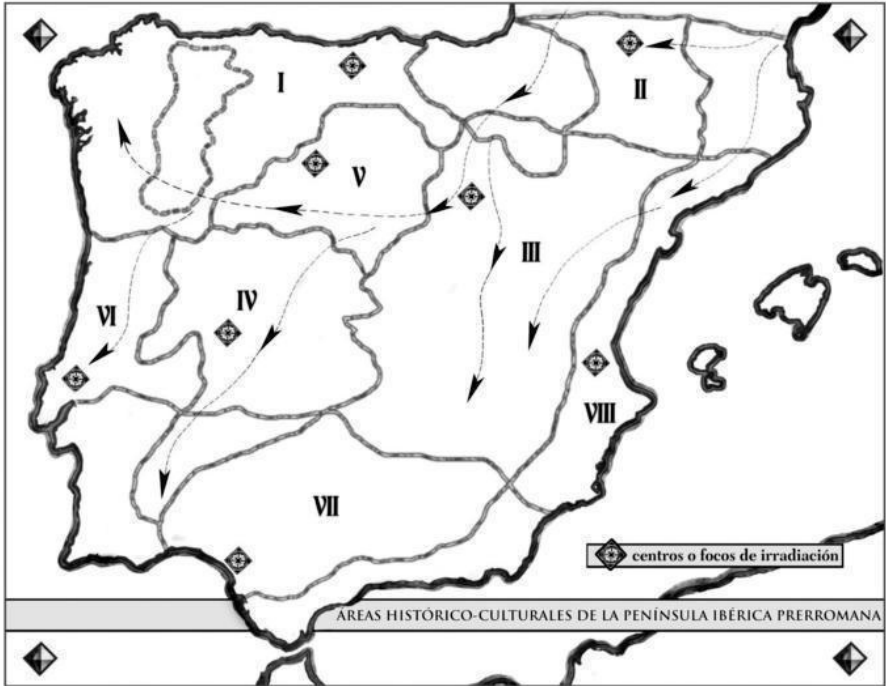 I
II
V
III
IV
VI
VIII
VII
centros o focos de irradiación
ÁREAS HISTÓRICO-CULTURALES DE LA PENÍNSULA IBÉRICA PRERROMANA